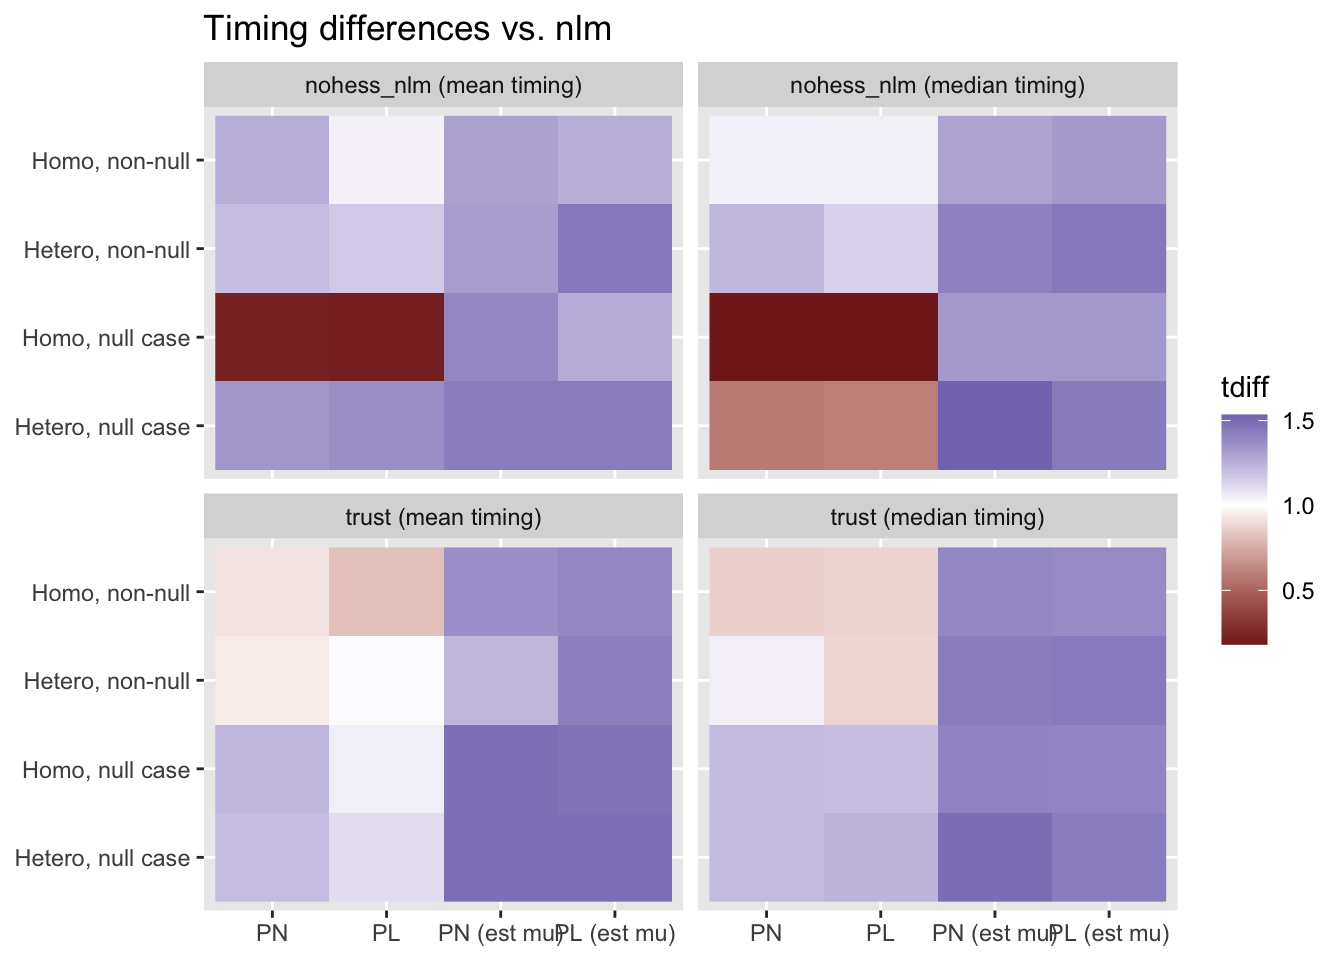 Timing differences vs. nlm
nohess_nlm (mean timing)
nohess_nlm (median timing)
Homo, non-null
Hetero, non-null
Homo, null case
Hetero, null case
trust (mean timing)
trust (median timing)
Homo, non-null
Hetero, non-null
Homo, null case
Hetero, null case
PN PL PN (est mu) PL (est mu)
PN PL PN (est mu) PL (est mu)
tdiff
1.5
1.0
0.5